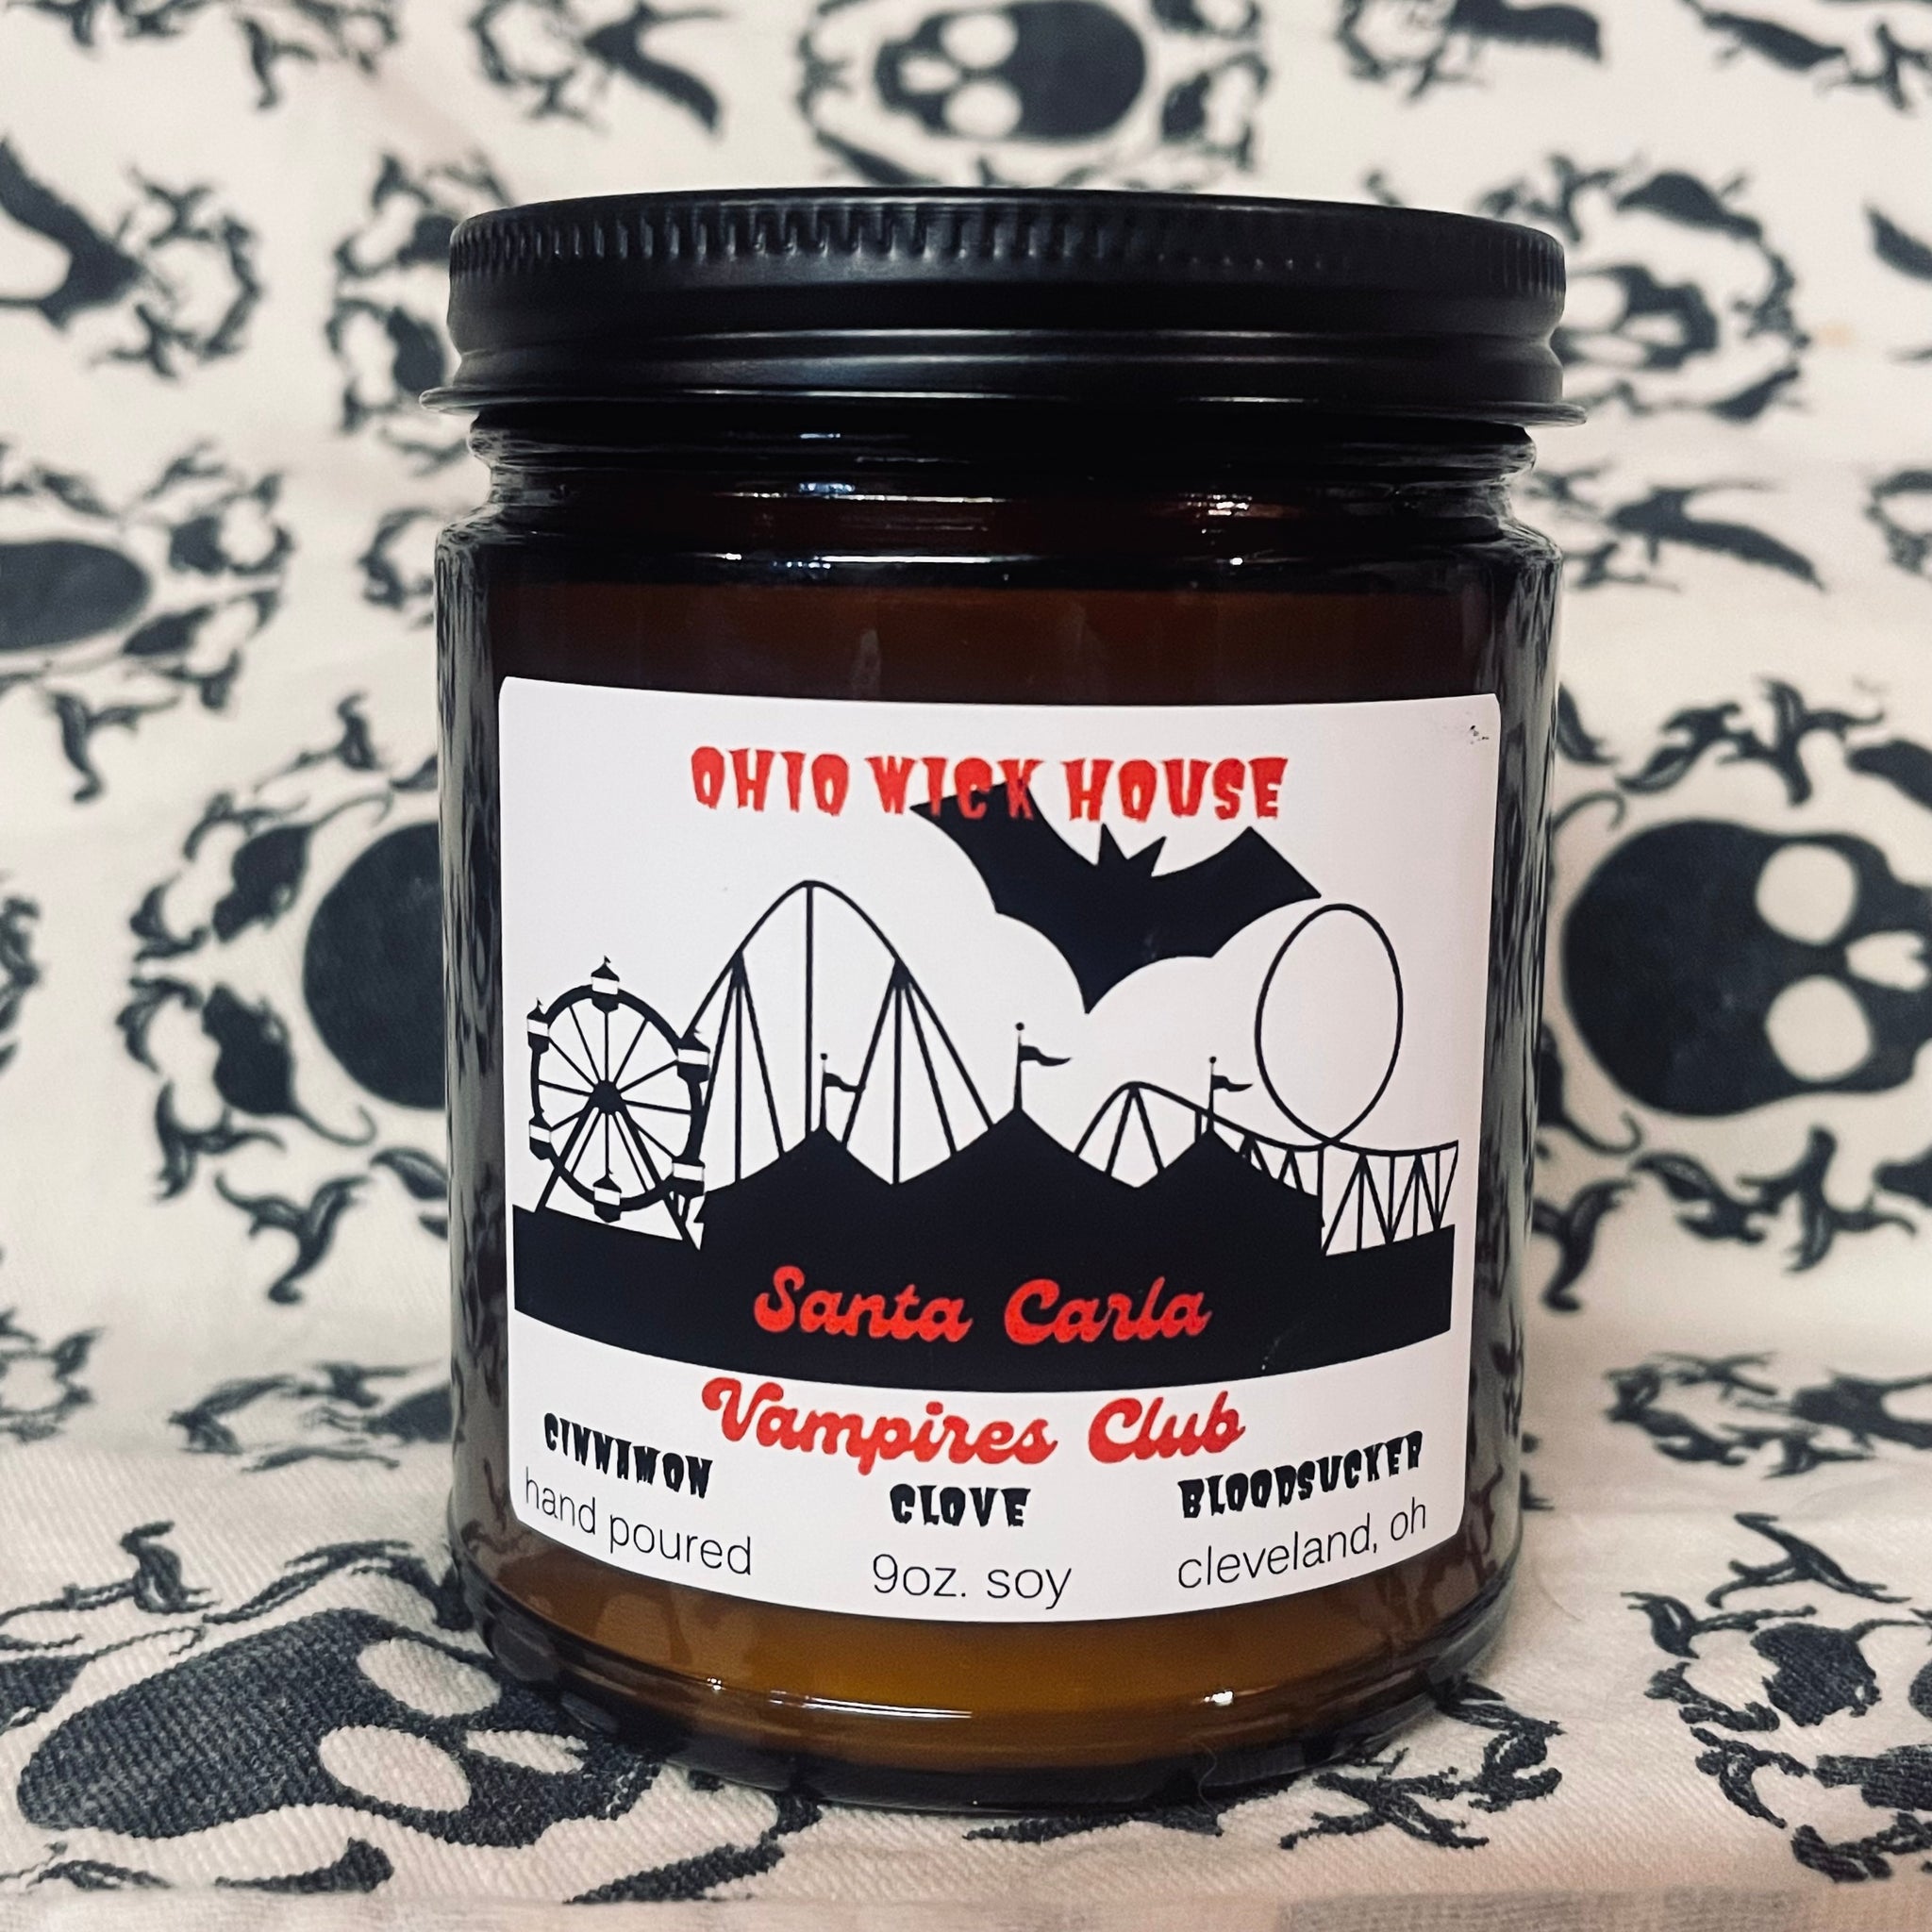 OHIO WICK HOUSE
Santa Carla
Vampires Club
CINNAMON CLOVE BLOODSUCKER
hand poured 9oz. soy cleveland, oh